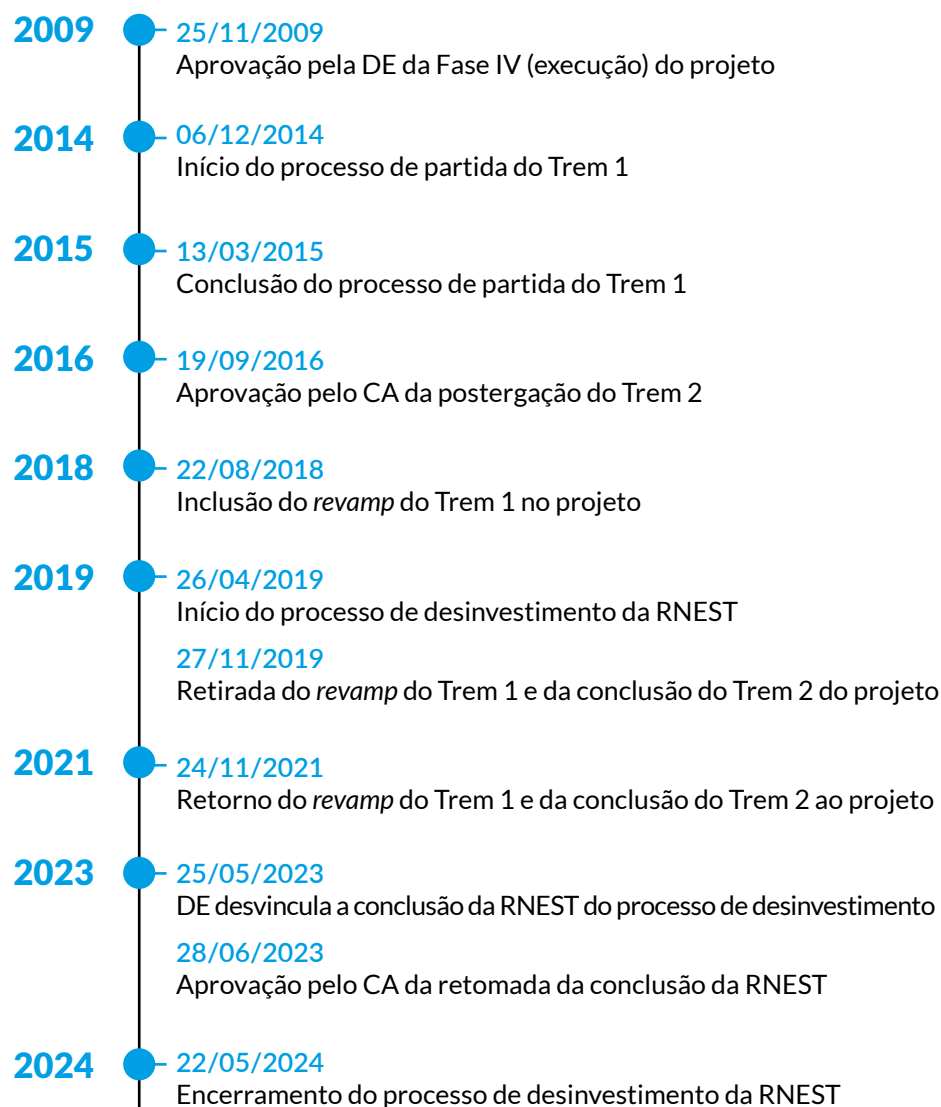 2009
25/11/2009
Aprovação pela DE da Fase IV (execução) do projeto
2014
06/12/2014
Início do processo de partida do Trem 1
2015
13/03/2015
Conclusão do processo de partida do Trem 1
2016
19/09/2016
Aprovação pelo CA da postergação do Trem 2
2018
22/08/2018
Inclusão do revamp do Trem 1 no projeto
2019
26/04/2019
Início do processo de desinvestimento da RNEST
27/11/2019
Retirada do revamp do Trem 1 e da conclusão do Trem 2 do projeto
2021
24/11/2021
Retorno do revamp do Trem 1 e da conclusão do Trem 2 ao projeto
2023
25/05/2023
DE desvincula a conclusão da RNEST do processo de desinvestimento
28/06/2023
Aprovação pelo CA da retomada da conclusão da RNEST
2024
22/05/2024
Encerramento do processo de desinvestimento da RNEST